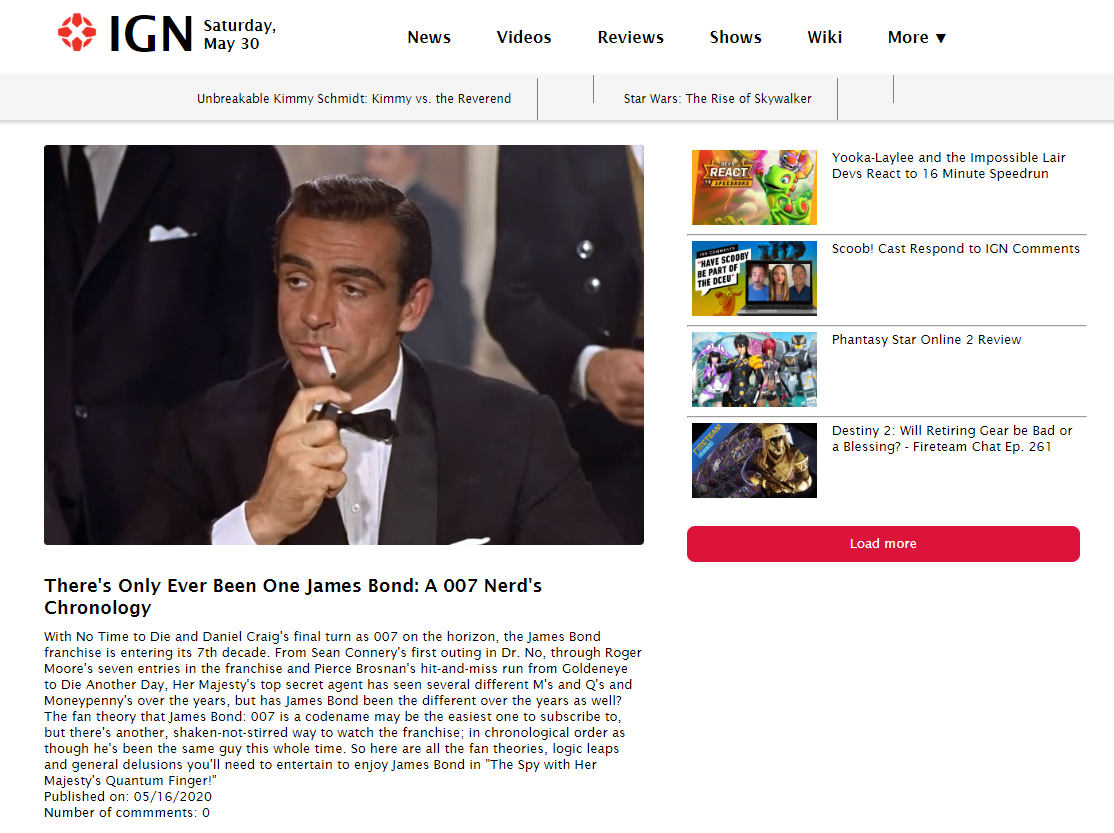 IGN
Saturday,
May 30
News
Videos
Reviews
Shows
Wiki
More ▼
Unbreakable Kimmy Schmidt: Kimmy vs. the Reverend
Star Wars: The Rise of Skywalker
There's Only Ever Been One James Bond: A 007 Nerd's
Chronology
With No Time to Die and Daniel Craig's final turn as 007 on the horizon, the James Bond
franchise is entering its 7th decade. From Sean Connery's first outing in Dr. No, through Roger
Moore's seven entries in the franchise and Pierce Brosnan's hit-and-miss run from Goldeneye
to Die Another Day, Her Majesty's top secret agent has seen several different M's and Q's and
Moneypenny's over the years, but has James Bond been the different over the years as well?
The fan theory that James Bond: 007 is a codename may be the easiest one to subscribe to,
but there's another, shaken-not-stirred way to watch the franchise; in chronological order as
though he's been the same guy this whole time. So here are all the fan theories, logic leaps
and general delusions you'll need to entertain to enjoy James Bond in "The Spy with Her
Majesty's Quantum Finger!"
Published on: 05/16/2020
Number of commments: 0
DEVS
REACT
TO SPEEDRUNS
Yooka-Laylee and the Impossible Lair
Devs React to 16 Minute Speedrun
IGN COMMENTS
"HAVE SCOOBY
BE PART OF
THE DCEU"
Scoob! Cast Respond to IGN Comments
Phantasy Star Online 2 Review
FIRETEAM
Destiny 2: Will Retiring Gear be Bad or
a Blessing? - Fireteam Chat Ep. 261
Load more